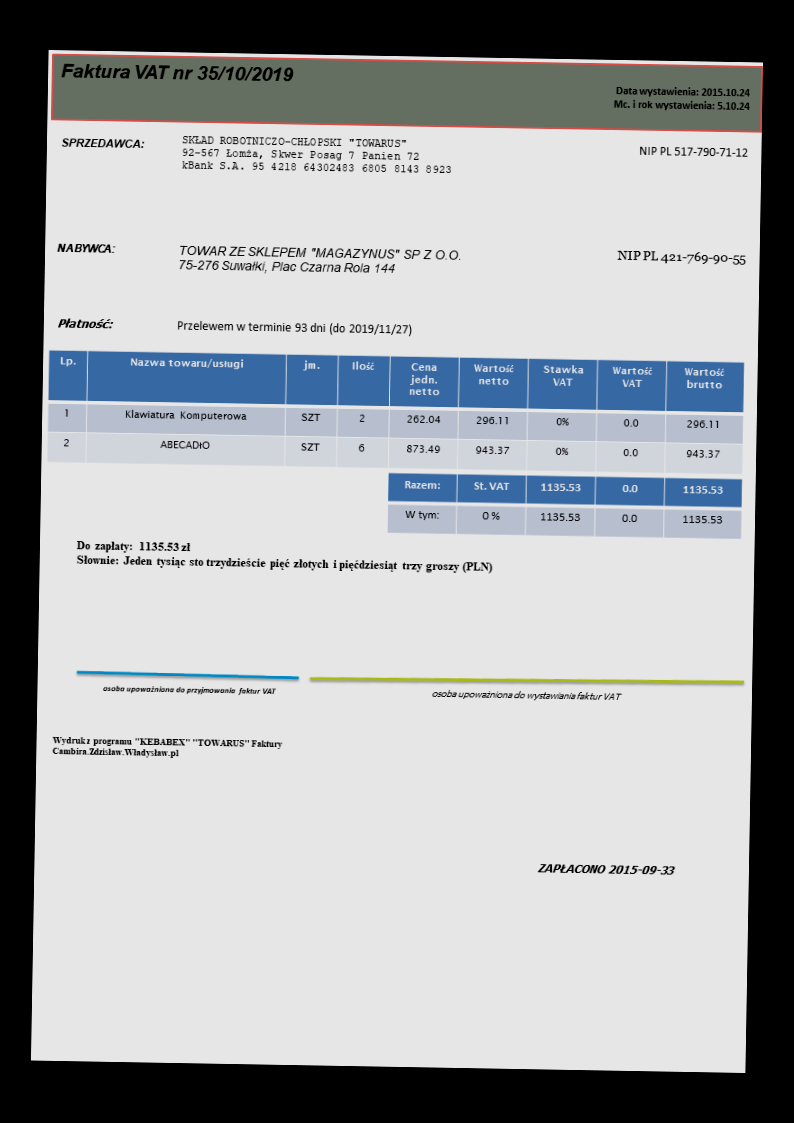 Faktura VAT nr 35/10/2019
Data wystawienia: 2015.10.24
Mc. i rok wystawienia: 5.10.24
SPRZEDAWCA:
SKŁAD ROBOTNICZO-CHŁOPSKI "TOWARUS"
92-567 Łomża, Skwer Posag 7 Panien 72
kBank S.A. 95 4218 64302483 6805 8143 8923
NIP PL 517-790-71-12
NABYWCA:
TOWAR ZE SKLEPEM "MAGAZYNUS" SP Z O.O.
75-276 Suwałki, Plac Czarna Rola 144
NIP PL 421-769-90-55
Płatność:
Przelewem w terminie 93 dni (do 2019/11/27)
Lp. Nazwa towaru/usługi jm. Ilość Cena jedn. netto Wartość netto Stawka VAT Wartość VAT Wartość brutto
1 Klawiatura Komputerowa SZT 2 262.04 296.11 0% 0.0 296.11
2 ABECADŁO SZT 6 873.49 943.37 0% 0.0 943.37
Razem: St. VAT 1135.53 0.0 1135.53
W tym: 0 % 1135.53 0.0 1135.53
Do zapłaty: 1135.53 zł
Słownie: Jeden tysiąc sto trzydzieście pięć złotych i pięćdziesiąt trzy groszy (PLN)
osoba upoważniona do przyjmowania faktur VAT
osoba upoważniona do wystawiania faktur VAT
Wydruk z programu "KEBABEX" "TOWARUS" Faktury
Cambira.Zdzisław.Władysław.pl
ZAPŁACONO 2015-09-33